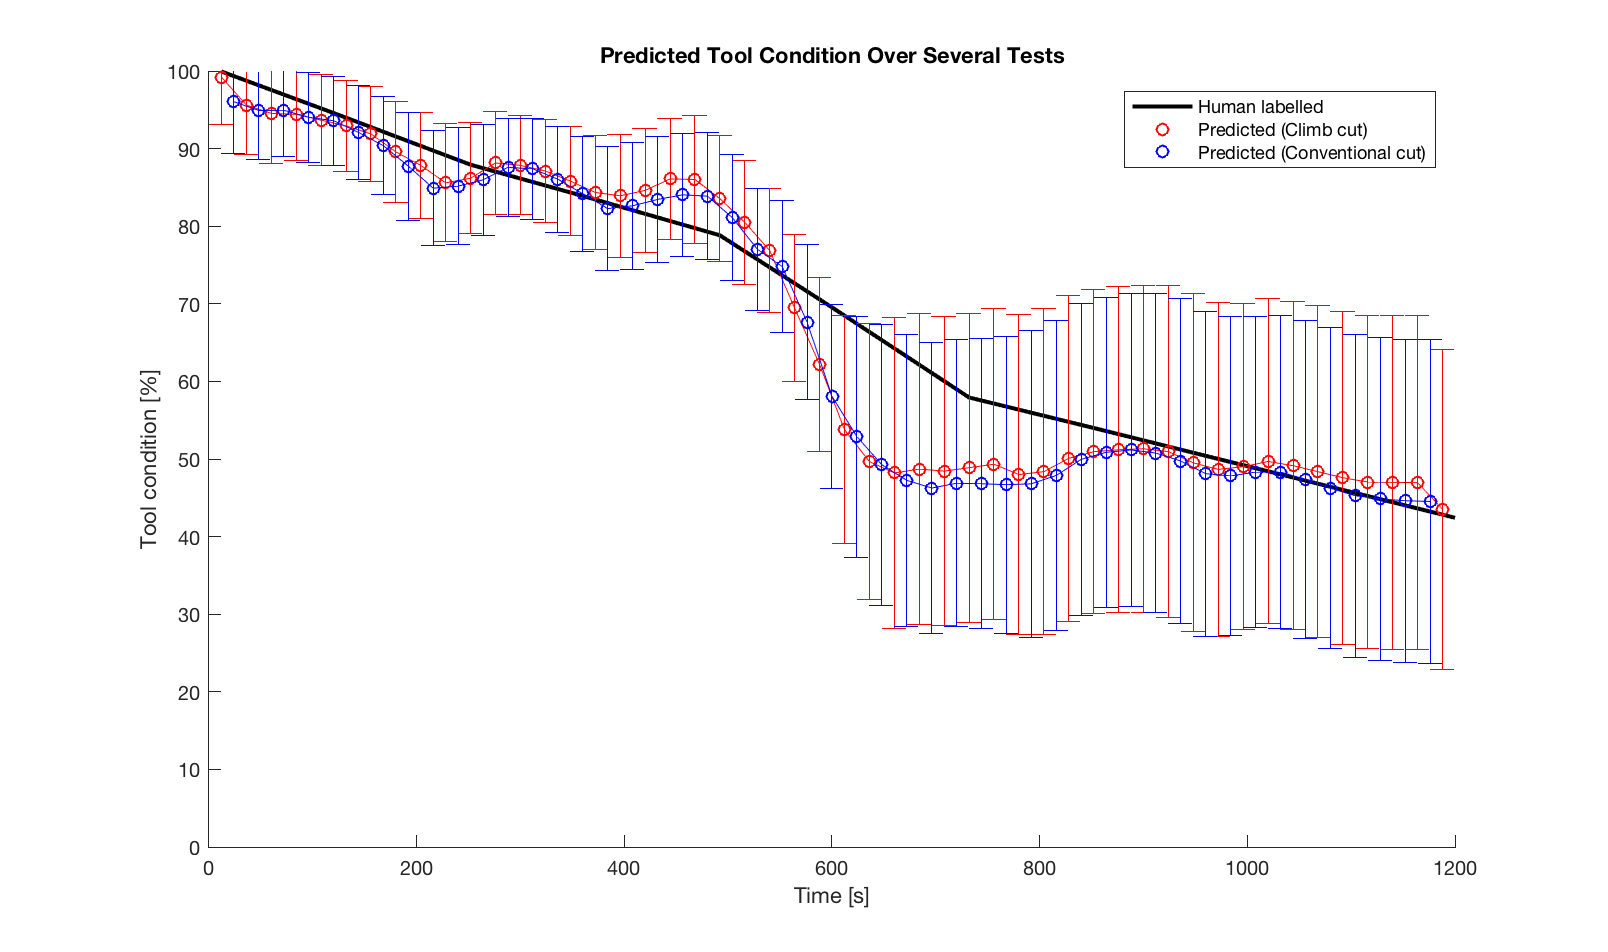 Predicted Tool Condition Over Several Tests
Human labelled
Predicted (Climb cut)
Predicted (Conventional cut)
Tool condition [%]
100
90
80
70
60
50
40
30
20
10
0
0 200 400 600 800 1000 1200
Time [s]